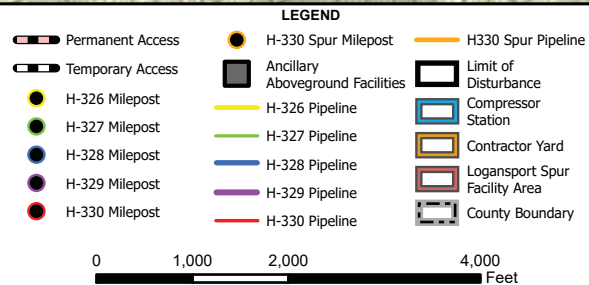 LEGEND
Permanent Access
Temporary Access
H-326 Milepost
H-327 Milepost
H-328 Milepost
H-329 Milepost
H-330 Milepost
H-330 Spur Milepost
Ancillary
Aboveground Facilities
H-326 Pipeline
H-327 Pipeline
H-328 Pipeline
H-329 Pipeline
H-330 Pipeline
H330 Spur Pipeline
Limit of
Disturbance
Compressor
Station
Contractor Yard
Logansport Spur
Facility Area
County Boundary
0 1,000 2,000 4,000
Feet